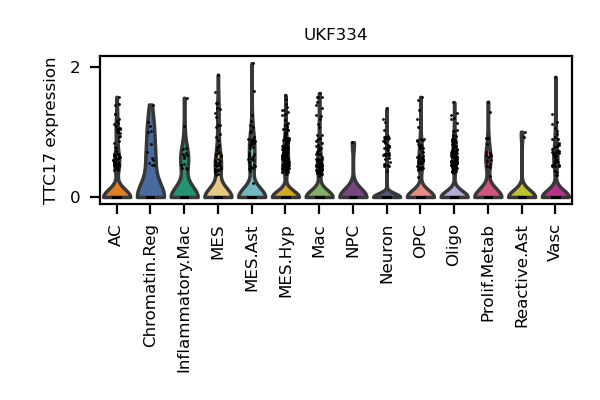 UKF334
TTC17 expression
2
0
AC
Chromatin.Reg
Inflammatory.Mac
MES
MES.Ast
MES.Hyp
Mac
NPC
Neuron
OPC
Oligo
Prolif.Metab
Reactive.Ast
Vasc